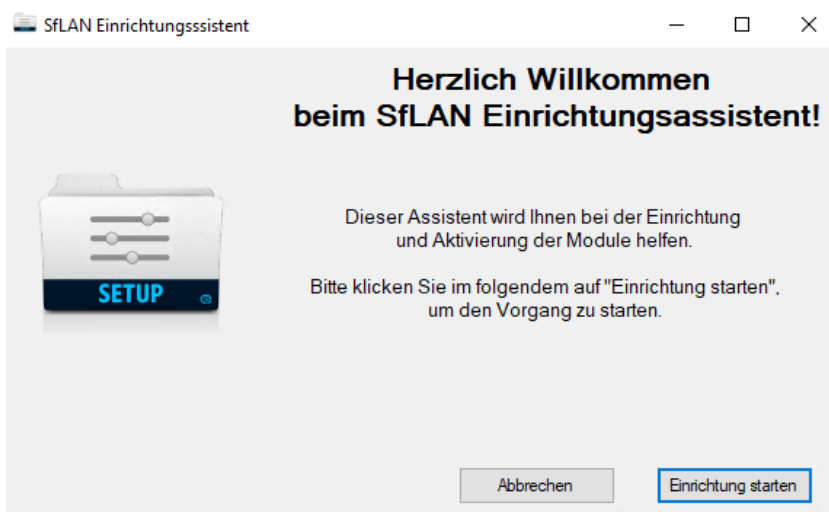 SfLAN Einrichtungsssistent
Herzlich Willkommen
beim SfLAN Einrichtungsassistent!
Dieser Assistent wird Ihnen bei der Einrichtung
und Aktivierung der Module helfen.
Bitte klicken Sie im folgendem auf "Einrichtung starten",
um den Vorgang zu starten.
SETUP
Abbrechen
Einrichtung starten